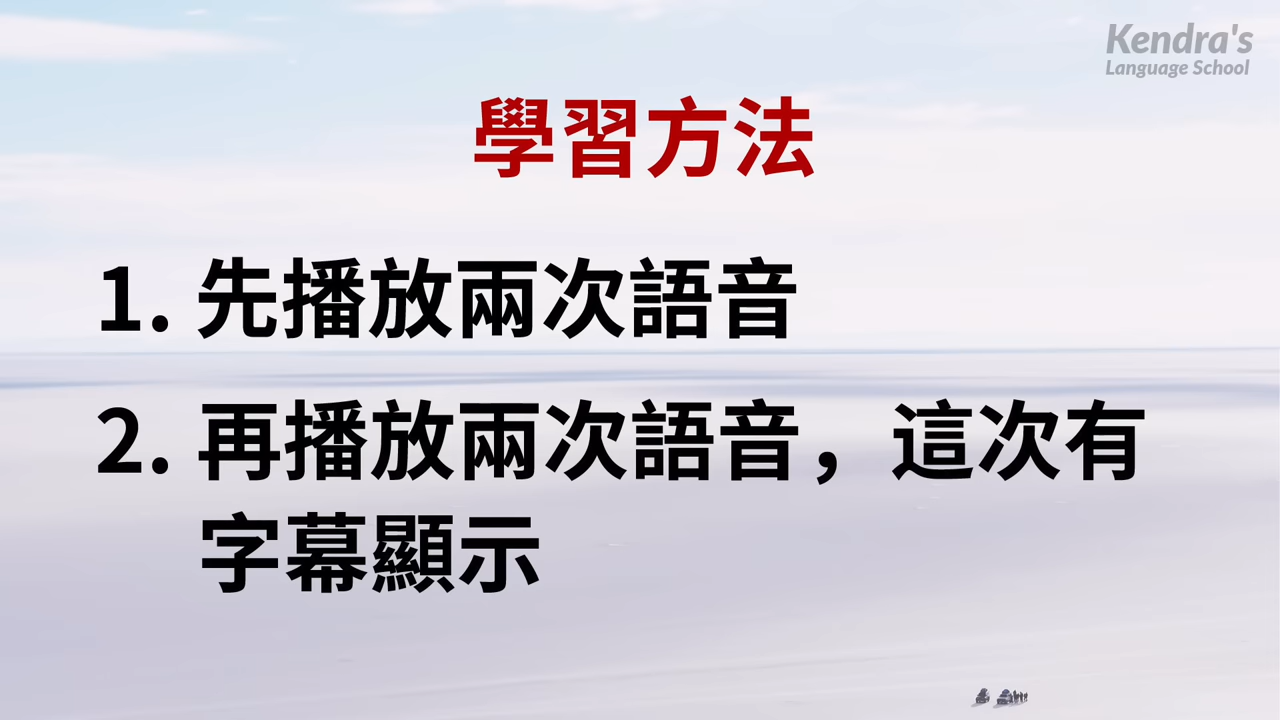 Kendra's
Language School
學習方法
1. 先播放兩次語音
2. 再播放兩次語音，這次有
字幕顯示